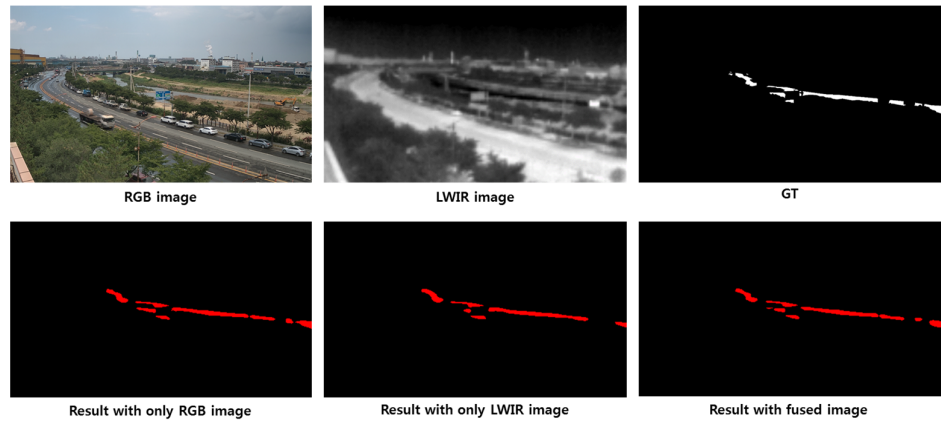 RGB image
LWIR image
GT
Result with only RGB image
Result with only LWIR image
Result with fused image